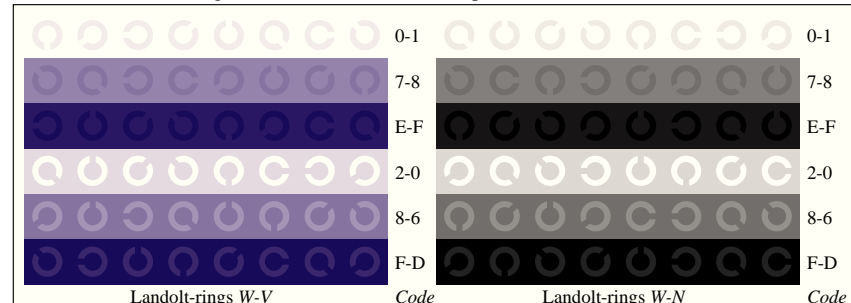 0-1 0-1
7-8 7-8
E-F E-F
2-0 2-0
8-6 8-6
F-D F-D
Landolt-rings W-V Code Landolt-rings W-N Code